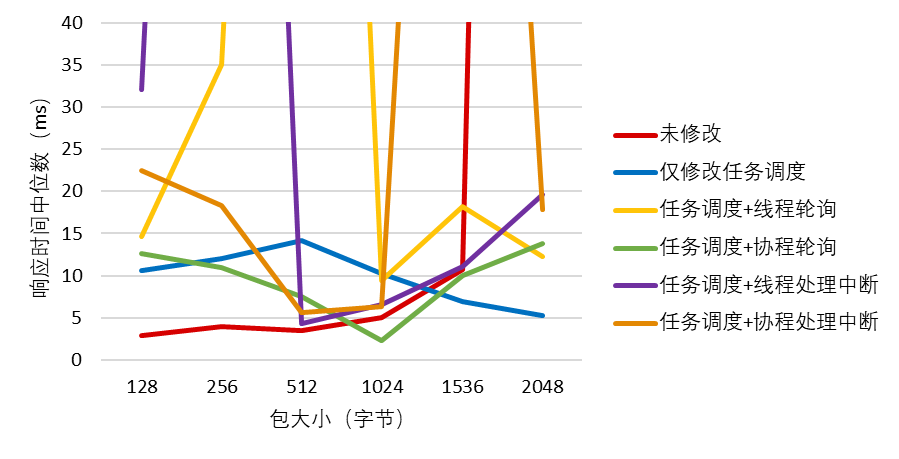 40
35
30
25
20
15
10
5
0
响应时间中位数（ms）
128 256 512 1024 1536 2048
包大小（字节）
未修改
仅修改任务调度
任务调度+线程轮询
任务调度+协程轮询
任务调度+线程处理中断
任务调度+协程处理中断